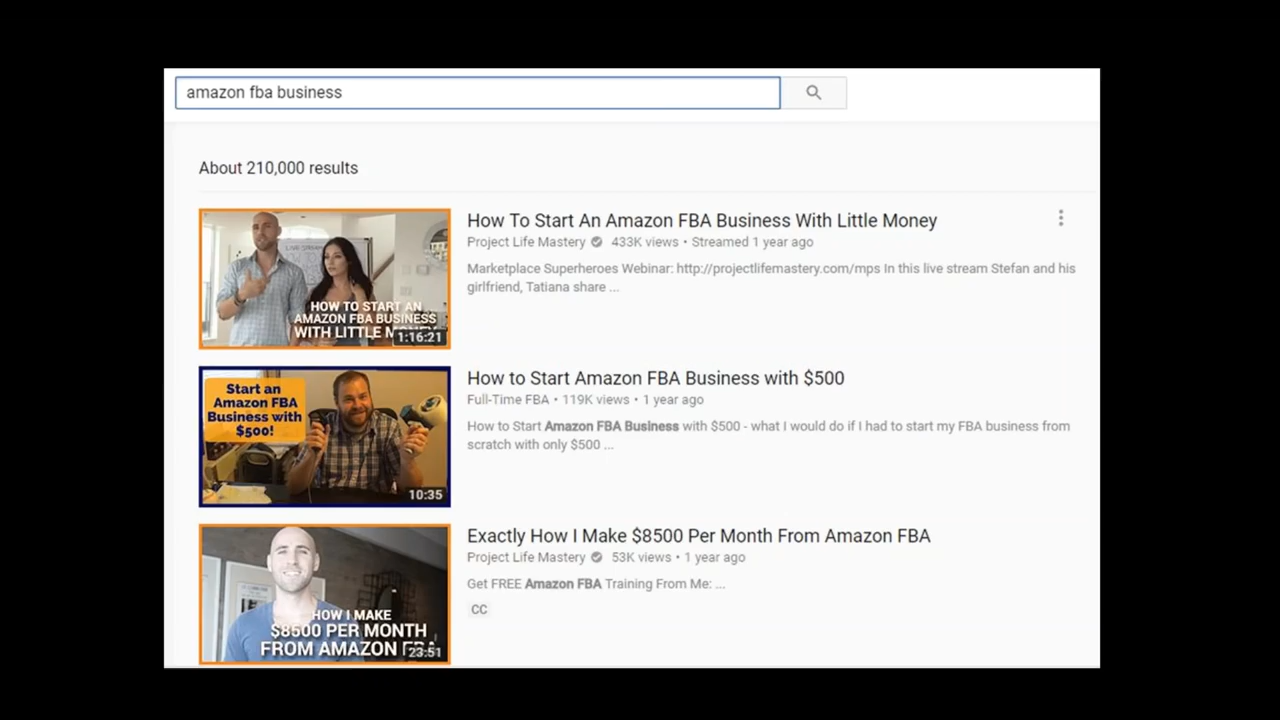 amazon fba business
About 210,000 results
How To Start An Amazon FBA Business With Little Money
Project Life Mastery 433K views • Streamed 1 year ago
Marketplace Superheroes Webinar: http://projectlifemastery.com/mps In this live stream Stefan and his
girlfriend, Tatiana share ...
LIVE STREAM
HOW TO START AN
AMAZON FBA BUSINESS
WITH LITTLE MONEY
1:16:21
How to Start Amazon FBA Business with $500
Full-Time FBA • 119K views • 1 year ago
How to Start Amazon FBA Business with $500 - what I would do if I had to start my FBA business from
scratch with only $500 ...
Start an
Amazon FBA
Business with
$500!
10:35
Exactly How I Make $8500 Per Month From Amazon FBA
Project Life Mastery 53K views • 1 year ago
Get FREE Amazon FBA Training From Me: ...
CC
HOW I MAKE
$8500 PER MONTH
FROM AMAZON FBA
23:51